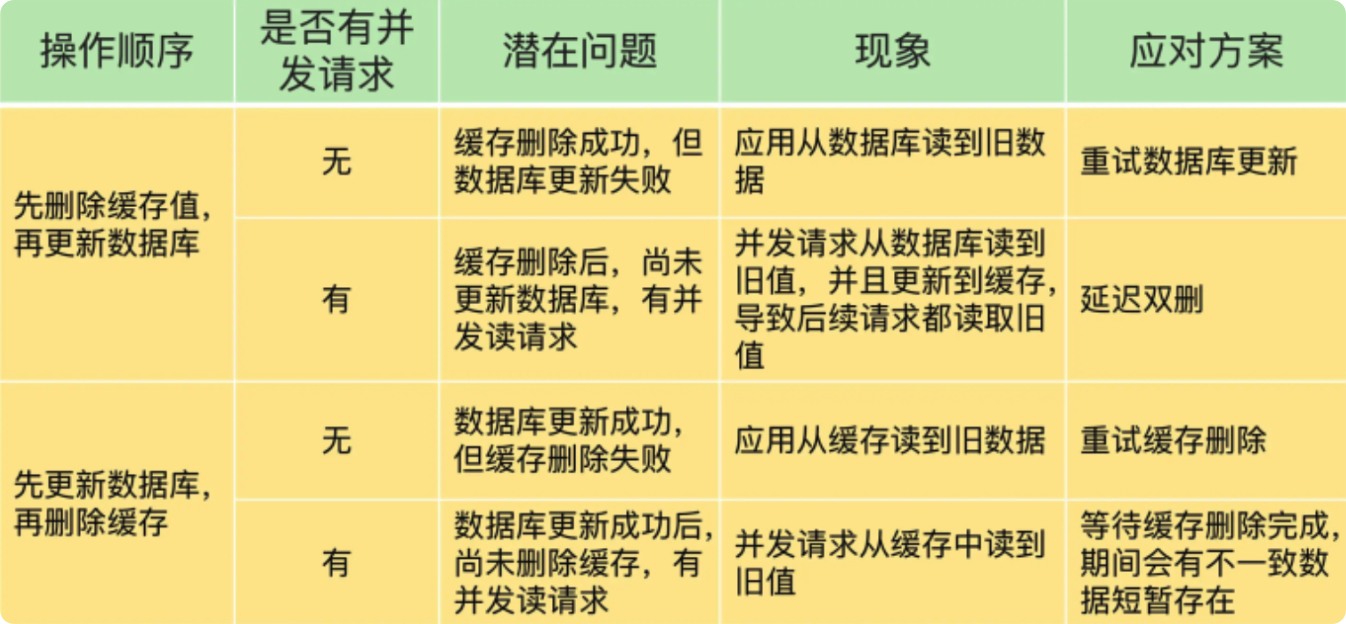 操作顺序
是否有并
发请求
潜在问题
现象
应对方案
先删除缓存值，
再更新数据库
无
缓存删除成功，但
数据库更新失败
应用从数据库读到旧数
据
重试数据库更新
有
缓存删除后，尚未
更新数据库，有并
发读请求
并发请求从数据库读到
旧值，并且更新到缓存，
导致后续请求都读取旧
值
延迟双删
先更新数据库，
再删除缓存
无
数据库更新成功，
但缓存删除失败
应用从缓存读到旧数据
重试缓存删除
有
数据库更新成功后，
尚未删除缓存，有
并发读请求
并发请求从缓存中读到
旧值
等待缓存删除完成，
期间会有不一致数
据短暂存在